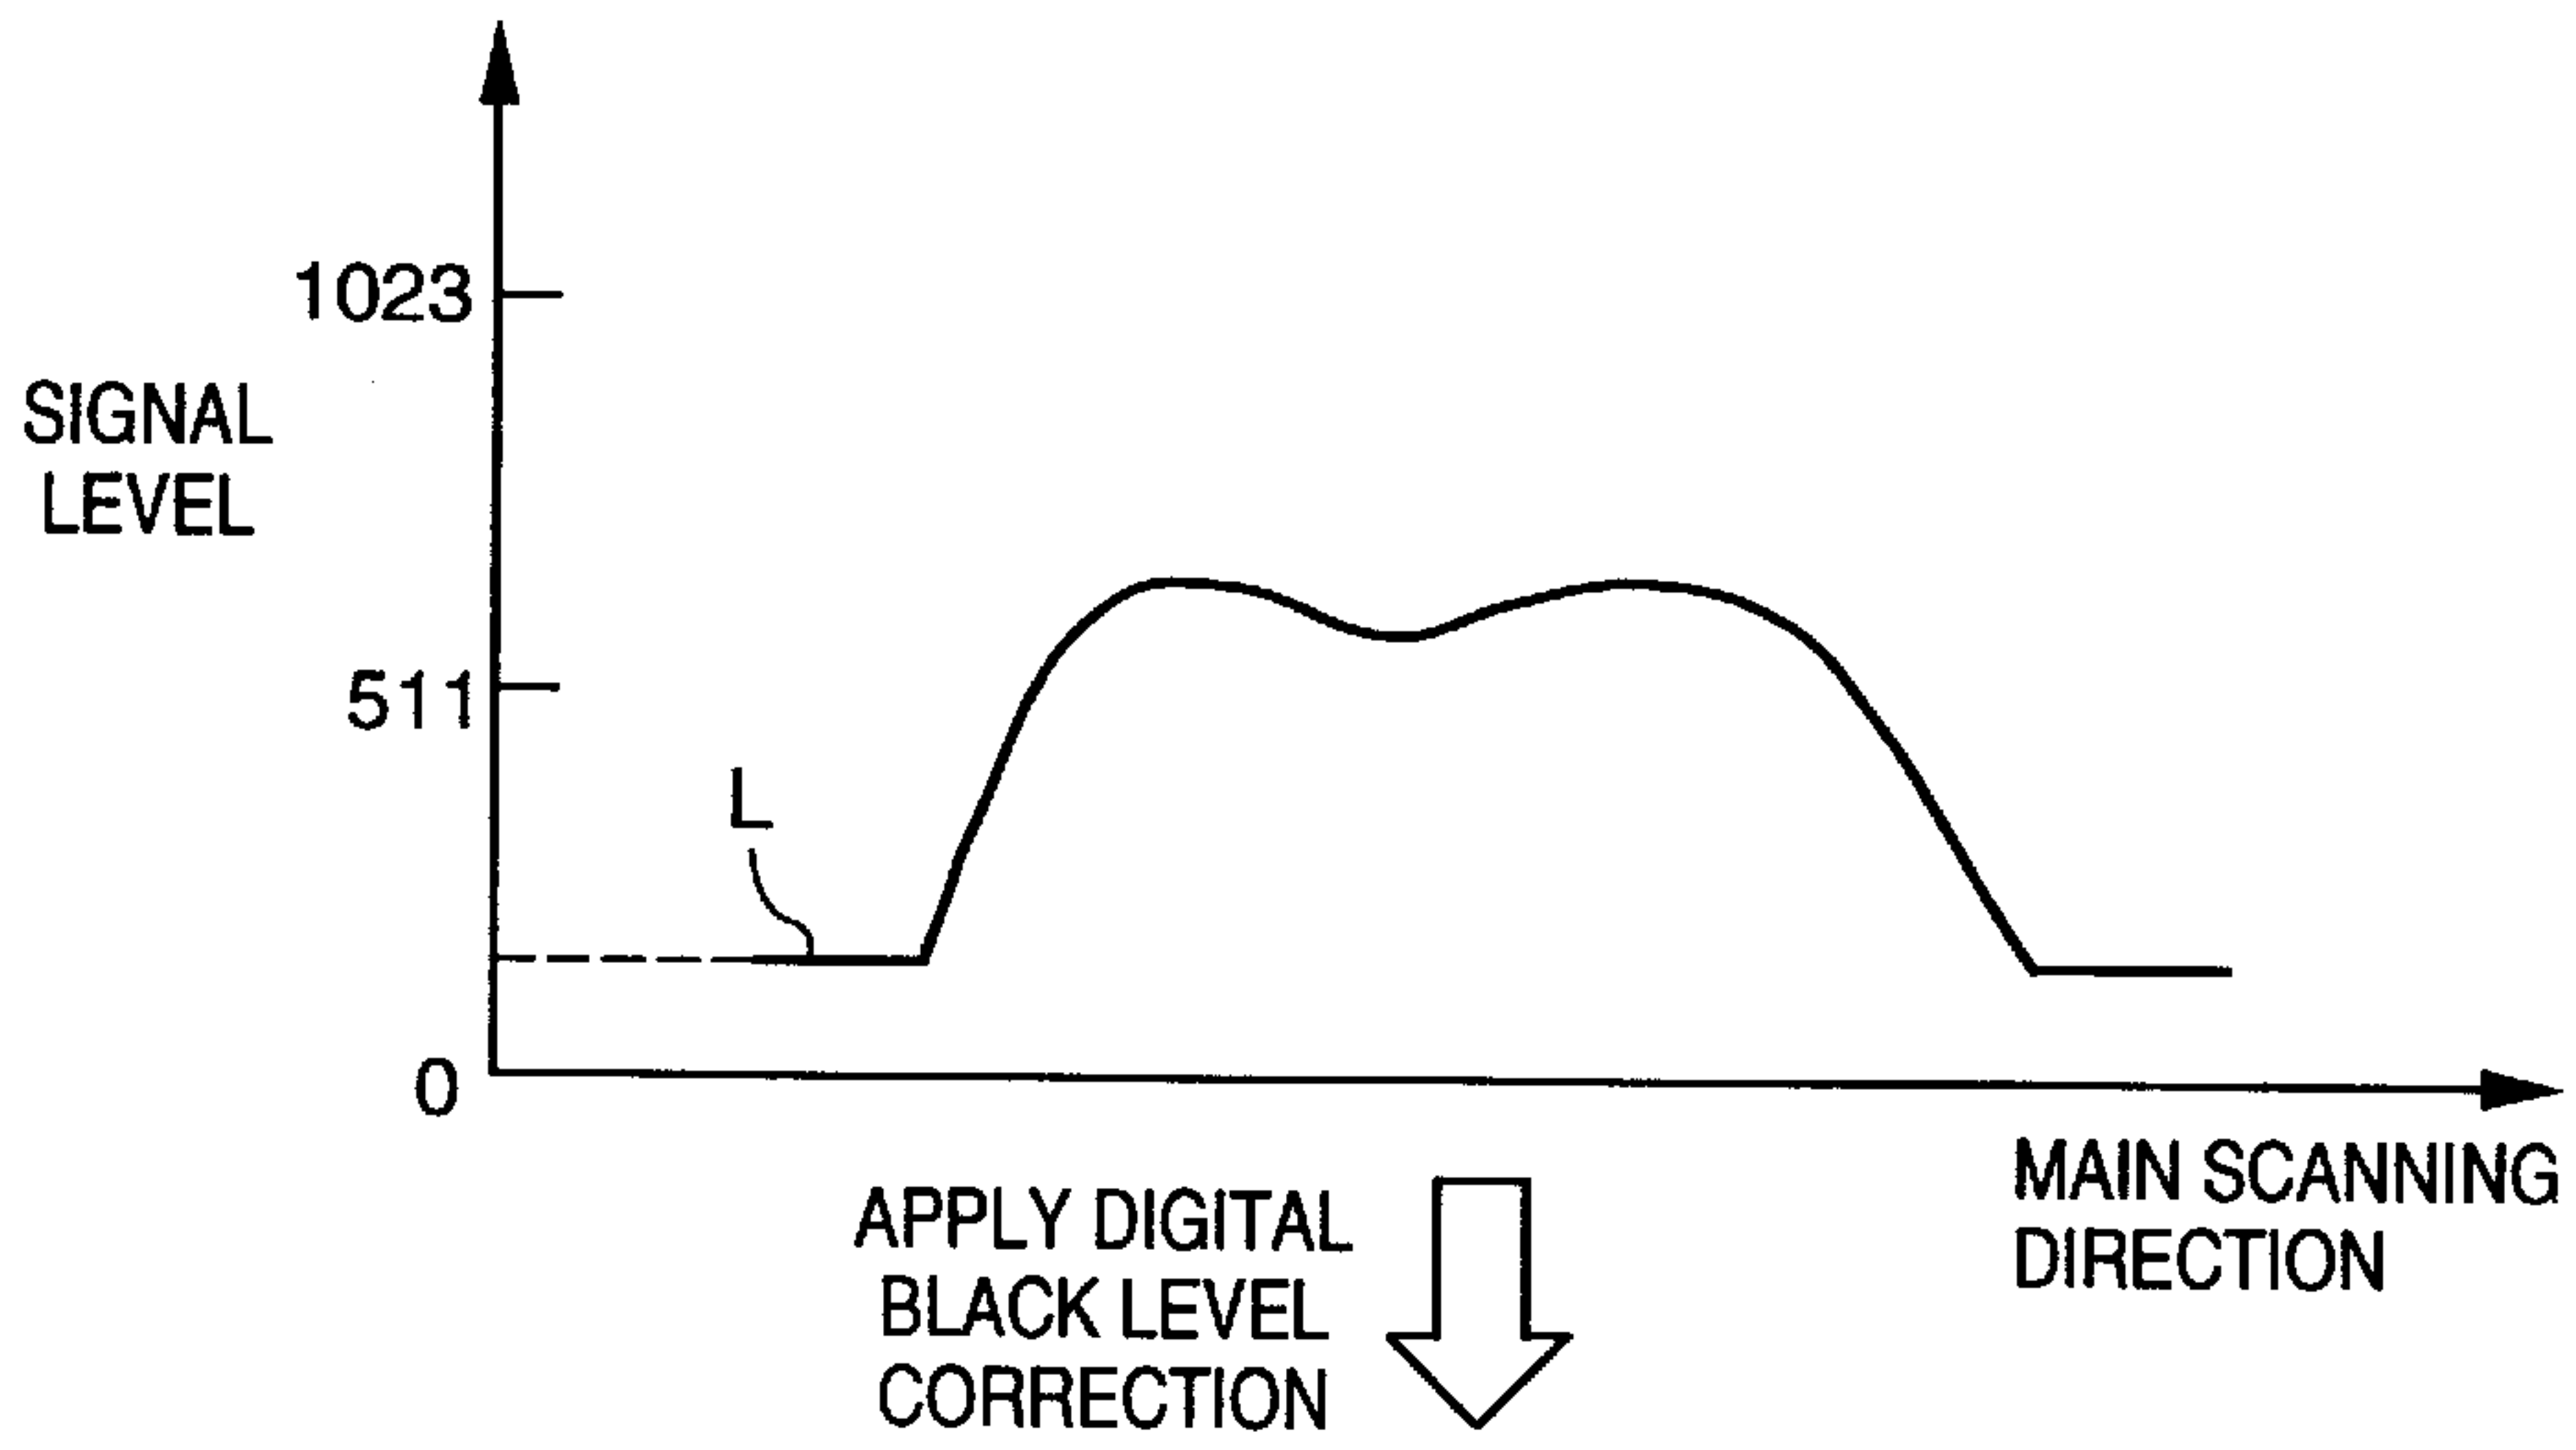 1023
SIGNAL
LEVEL
511
L
0
MAIN SCANNING
DIRECTION
APPLY DIGITAL
BLACK LEVEL
CORRECTION